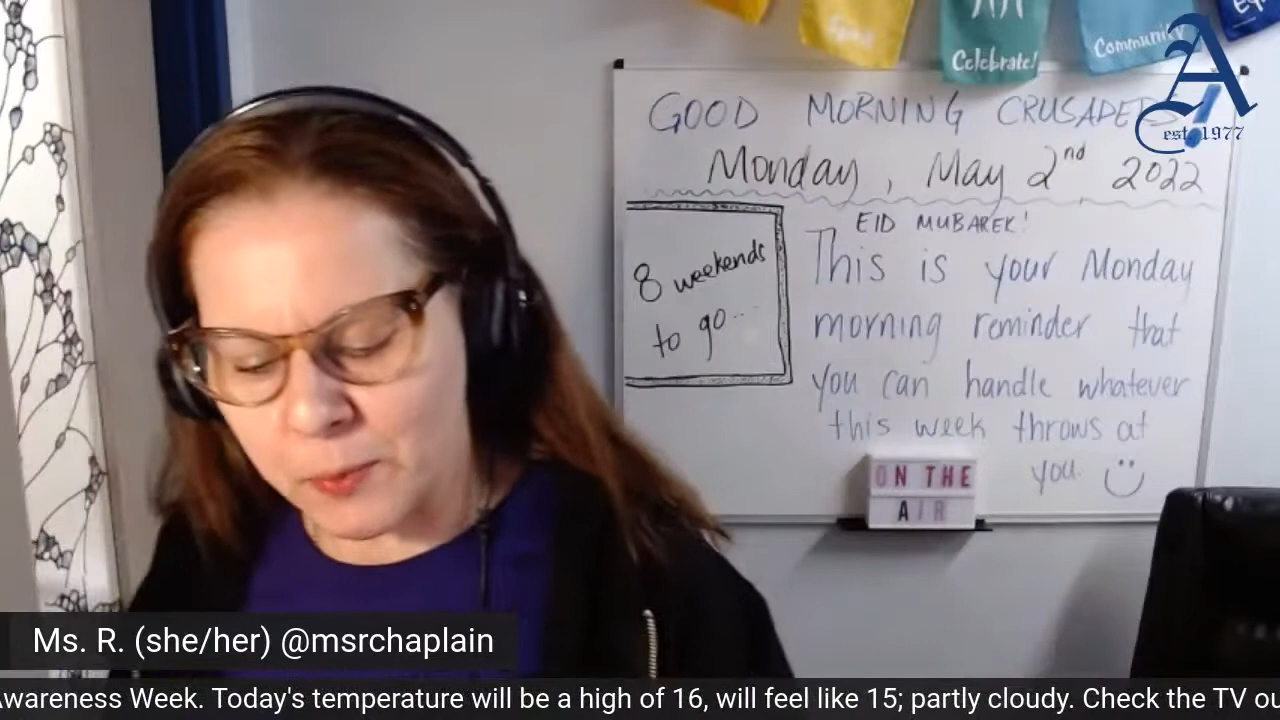 Celebrate!
Community
A
est. 1977
GOOD MORNING CRUSADERS!
Monday, May 2nd 2022
EID MUBAREK!
8 weekends
to go...
This is your Monday
morning reminder that
you can handle whatever
this week throws at
you.
ON THE
AIR
Ms. R. (she/her) @msrchaplain
Awareness Week. Today's temperature will be a high of 16, will feel like 15; partly cloudy. Check the TV ou